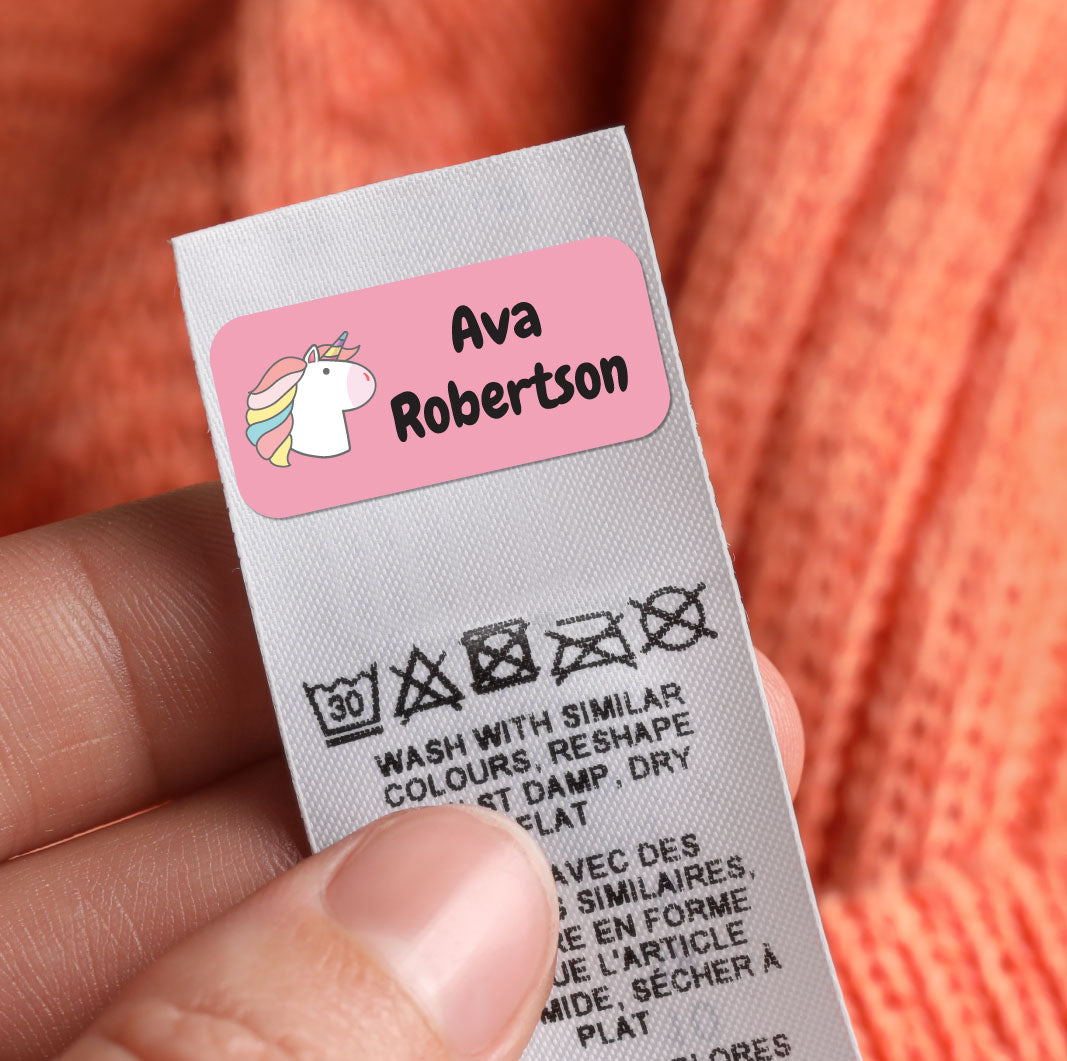 Ava
Robertson
30
WASH WITH SIMILAR
COLOURS, RESHAPE
DAMP, DRY
FLAT
AVEC DES
SIMILAIRES,
EN FORME
L'ARTICLE
SÉCHER À
PLAT